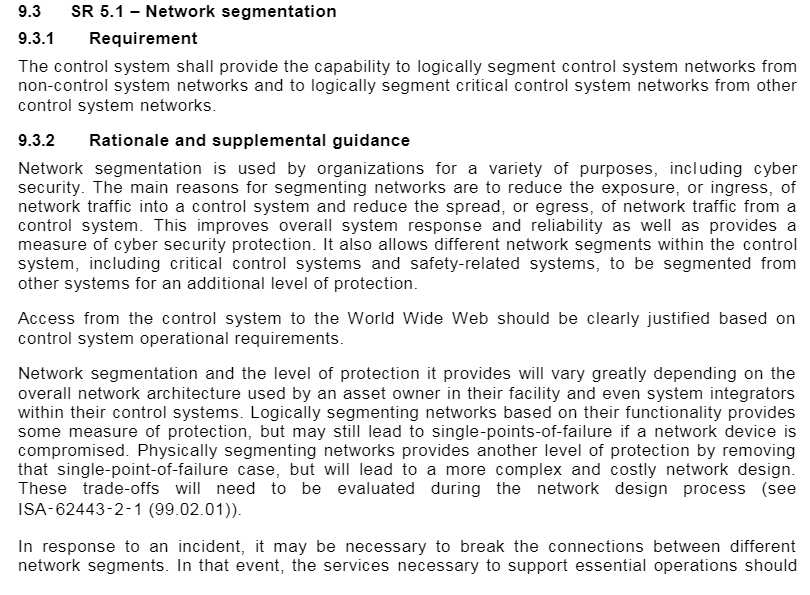 9.3 SR 5.1 – Network segmentation
9.3.1 Requirement
The control system shall provide the capability to logically segment control system networks from
non-control system networks and to logically segment critical control system networks from other
control system networks.
9.3.2 Rationale and supplemental guidance
Network segmentation is used by organizations for a variety of purposes, including cyber
security. The main reasons for segmenting networks are to reduce the exposure, or ingress, of
network traffic into a control system and reduce the spread, or egress, of network traffic from a
control system. This improves overall system response and reliability as well as provides a
measure of cyber security protection. It also allows different network segments within the control
system, including critical control systems and safety-related systems, to be segmented from
other systems for an additional level of protection.
Access from the control system to the World Wide Web should be clearly justified based on
control system operational requirements.
Network segmentation and the level of protection it provides will vary greatly depending on the
overall network architecture used by an asset owner in their facility and even system integrators
within their control systems. Logically segmenting networks based on their functionality provides
some measure of protection, but may still lead to single-points-of-failure if a network device is
compromised. Physically segmenting networks provides another level of protection by removing
that single-point-of-failure case, but will lead to a more complex and costly network design.
These trade-offs will need to be evaluated during the network design process (see
ISA-62443-2-1 (99.02.01)).
In response to an incident, it may be necessary to break the connections between different
network segments. In that event, the services necessary to support essential operations should